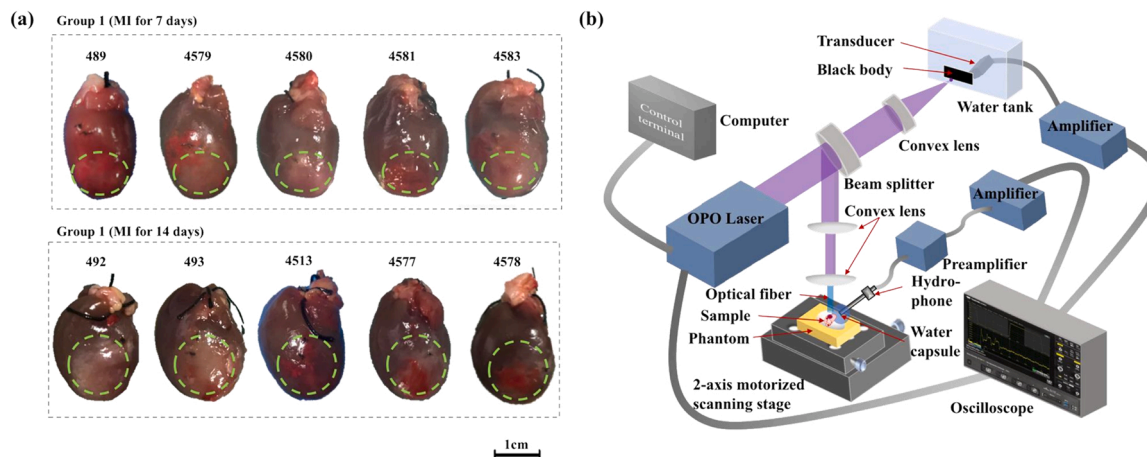 (a)
Group 1 (MI for 7 days)
489
4579
4580
4581
4583
Group 1 (MI for 14 days)
492
493
4513
4577
4578
1cm
(b)
Transducer
Black body
Water tank
Control
terminal
Computer
Amplifier
Convex lens
Beam splitter
OPO Laser
Convex lens
Amplifier
Preamplifier
Optical fiber
Hydro-
phone
Sample
Phantom
Water
capsule
2-axis motorized
scanning stage
Oscilloscope